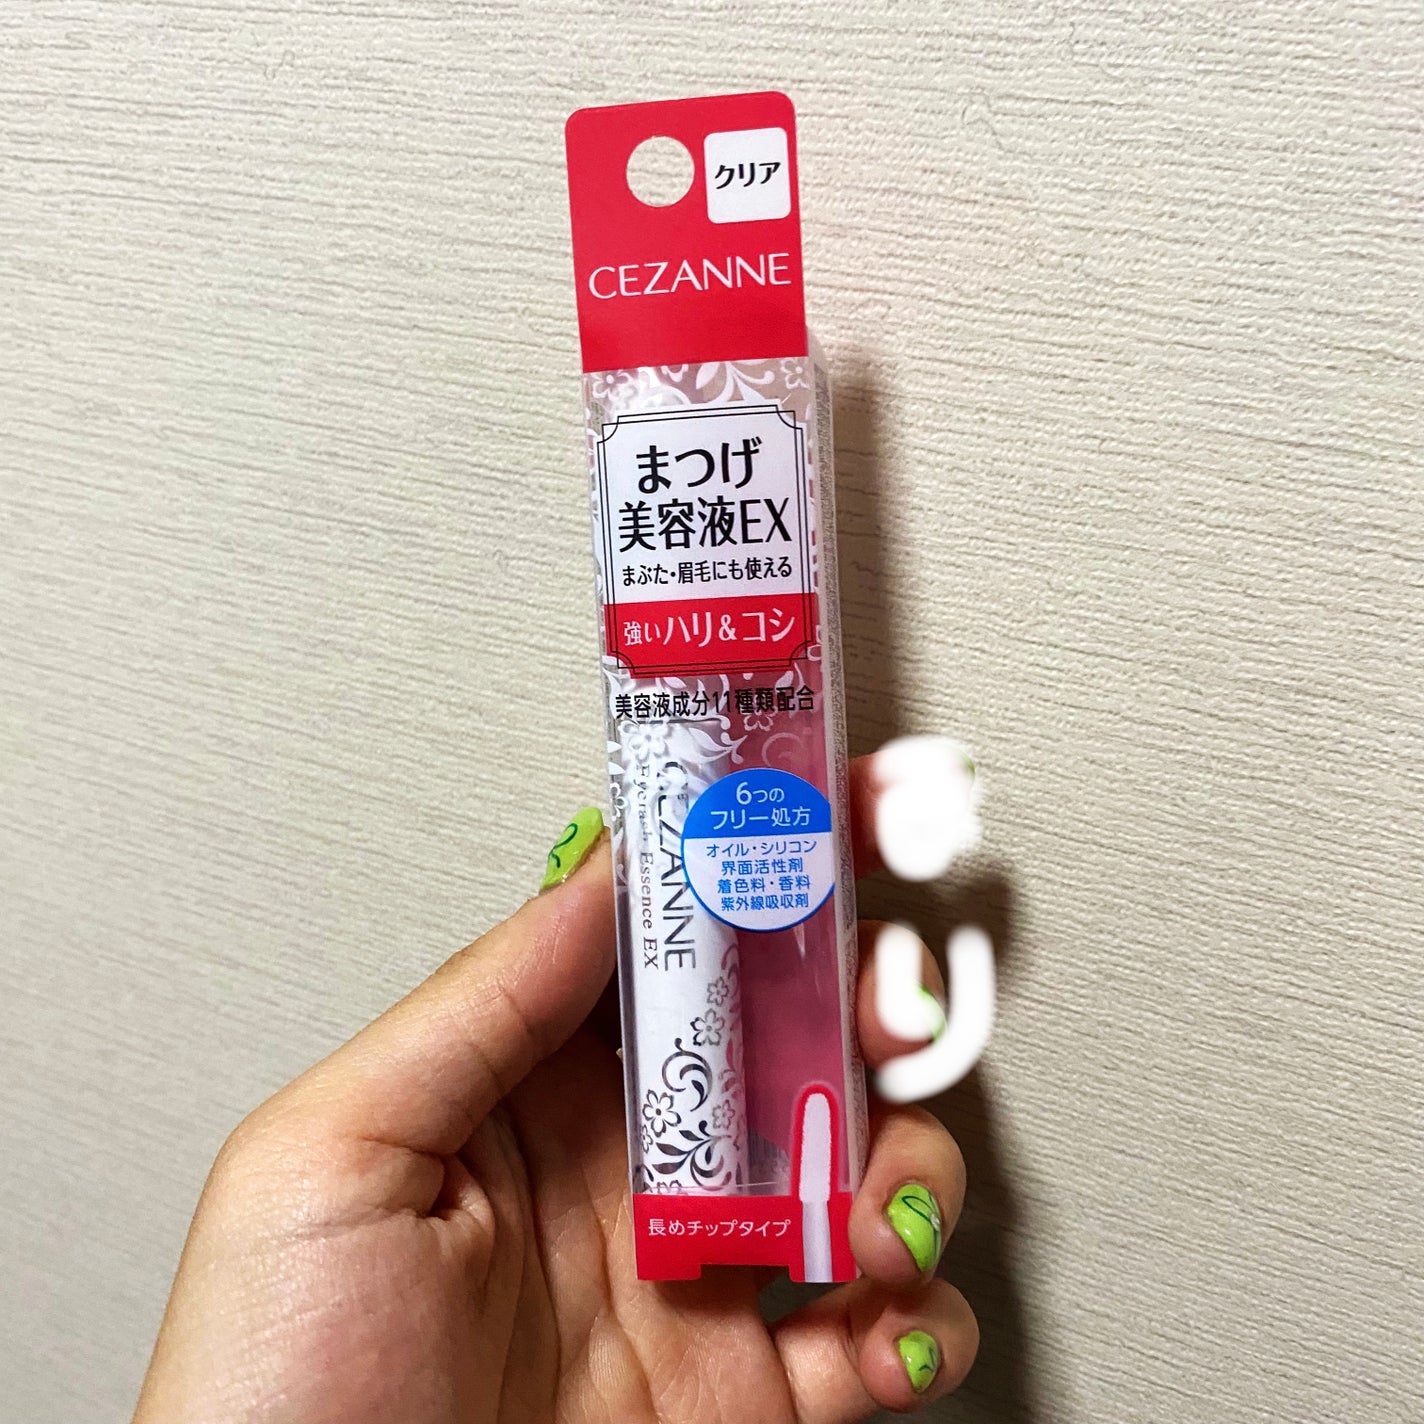 クリア
CEZANNE
まつげ
美容液EX
まぶた・眉毛にも使える
強いハリ&コシ
美容液成分11種類配合
6つの
フリー処方
オイル・シリコン
界面活性剤
着色料・香料
紫外線吸収剤
CEZANNE
Eyelash Essence EX
長めチップタイプ